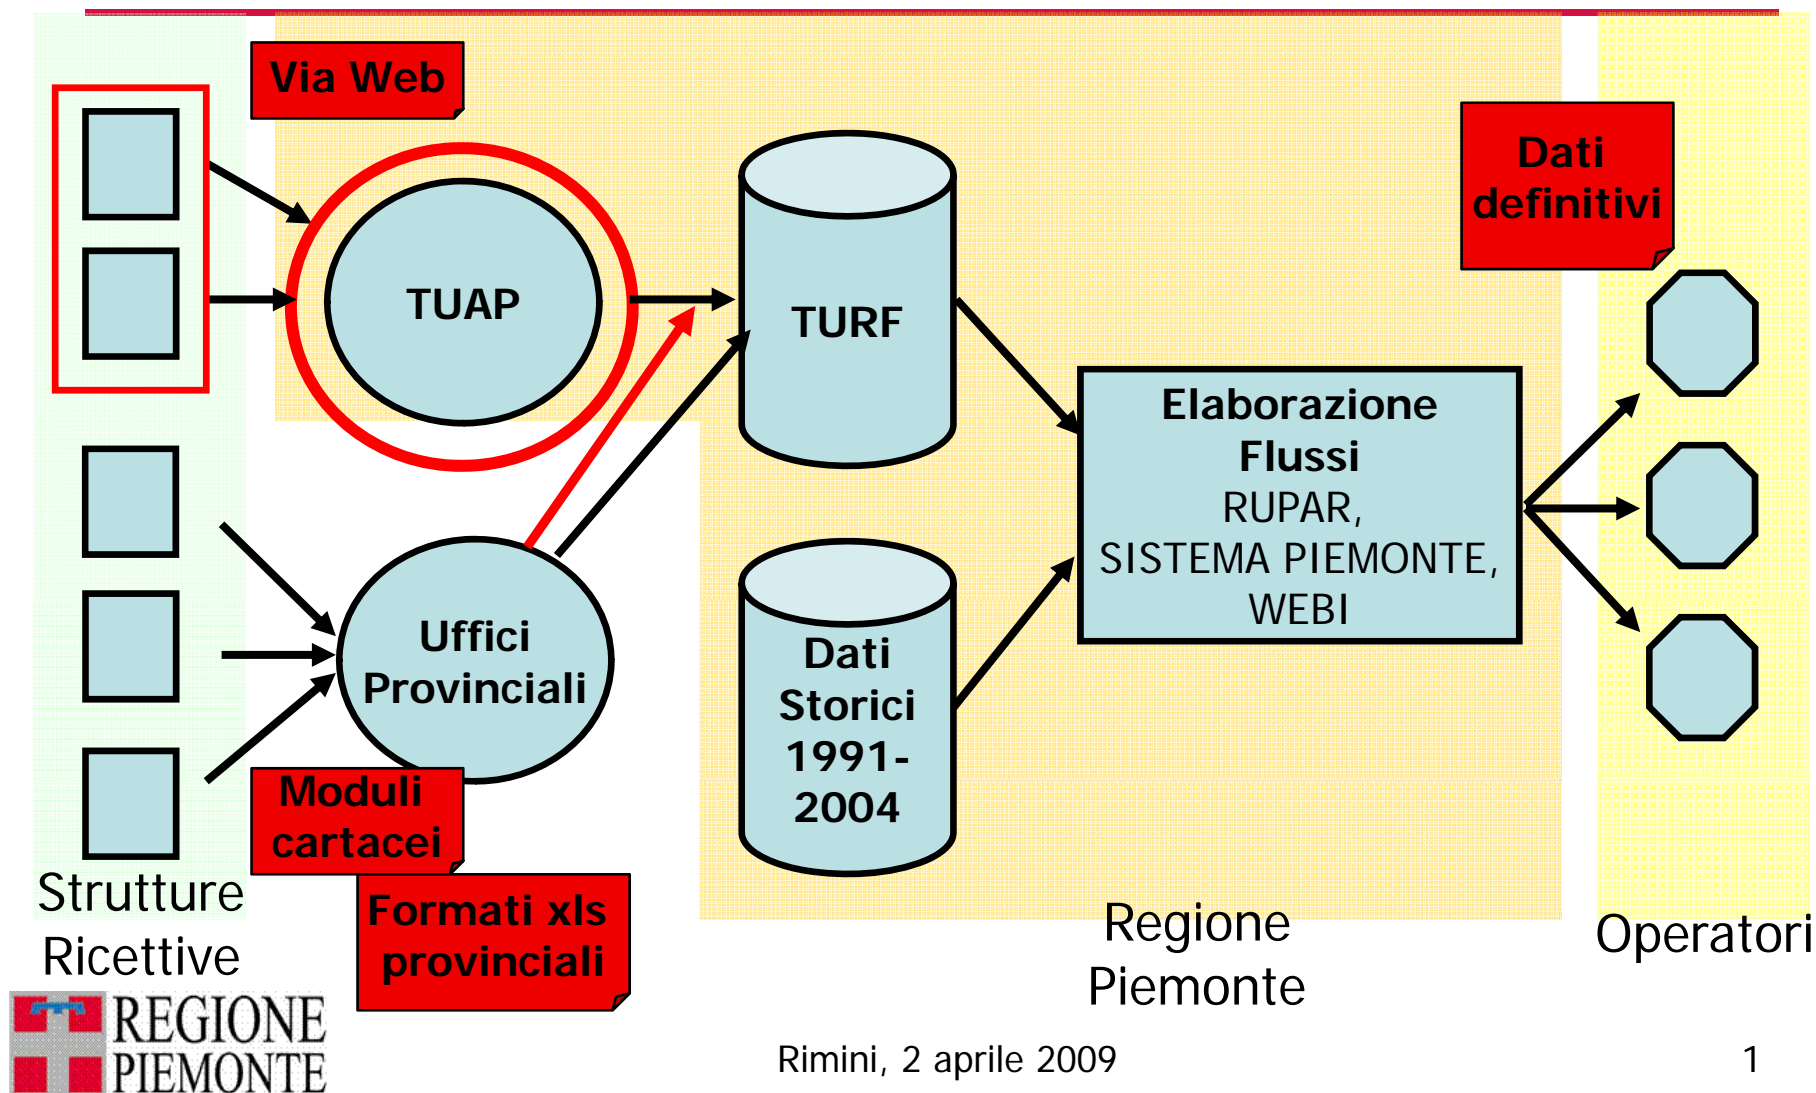 Via Web
Dati
definitivi
TUAP
TURF
Elaborazione
Flussi
RUPAR,
SISTEMA PIEMONTE,
WEBI
Uffici
Provinciali
Dati
Storici
1991-
2004
Moduli
cartacei
Formati xls
provinciali
Strutture
Ricettive
Regione
Piemonte
Operatori
REGIONE
PIEMONTE
Rimini, 2 aprile 2009
1